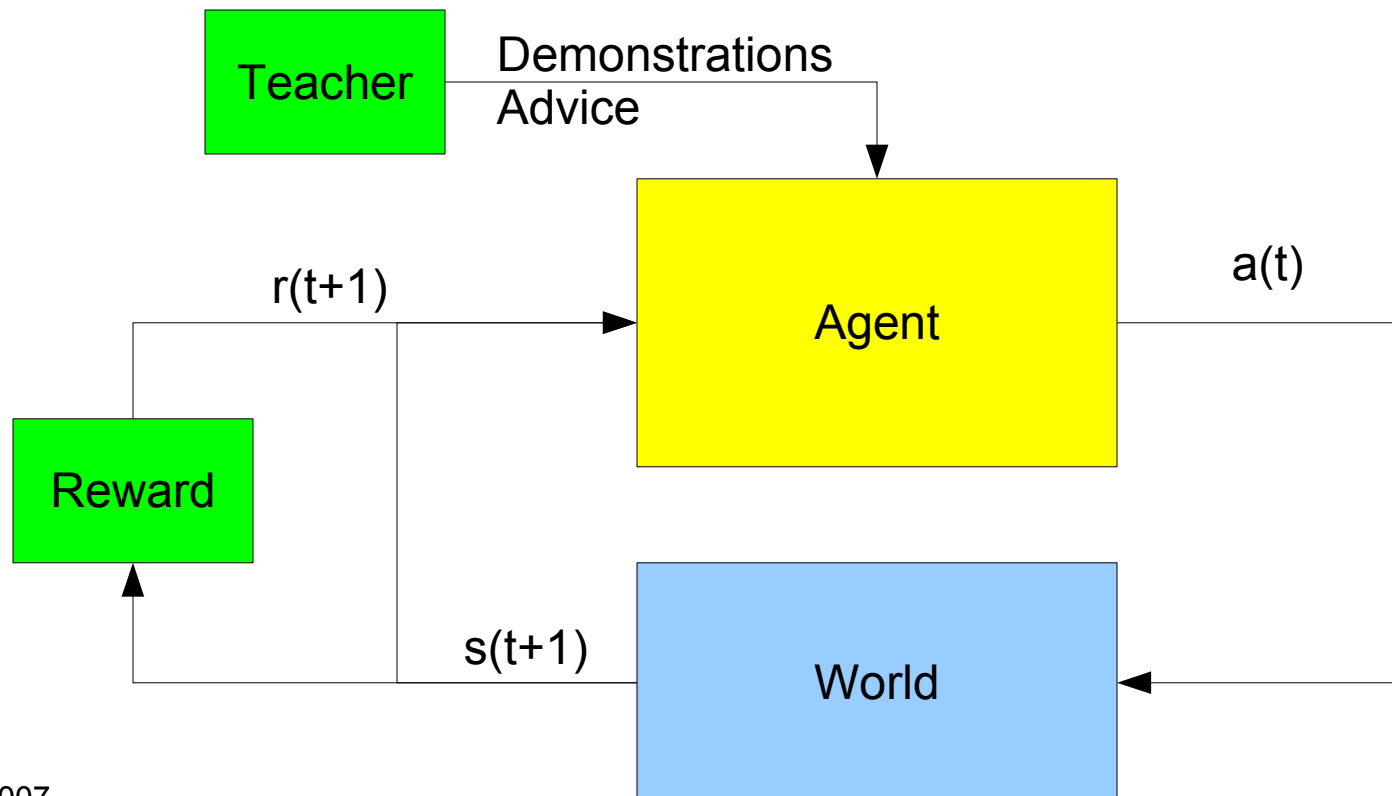 Teacher
Demonstrations
Advice
r(t+1)
Agent
a(t)
Reward
s(t+1)
World